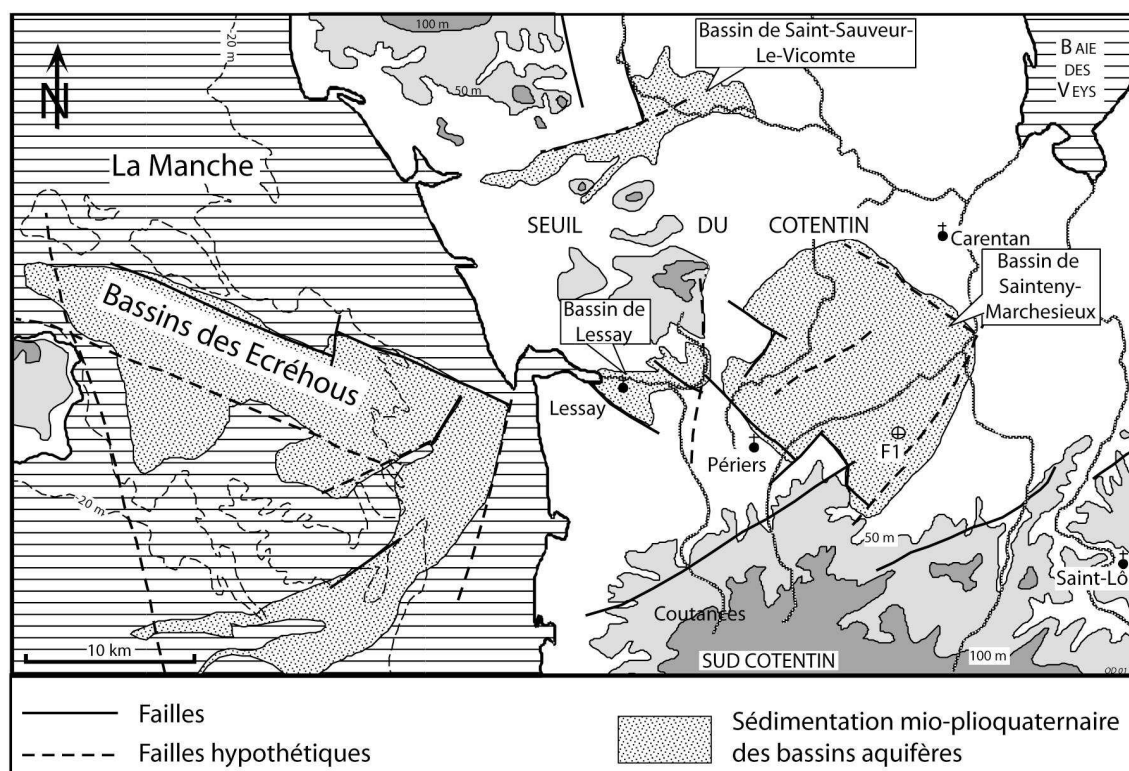 100 m
Bassin de Saint-Sauveur-
Le-Vicomte
BAIE
DES
VEYS
-20 m
50 m
N
La Manche
SEUIL DU COTENTIN
Carentan
Bassin de
Sainteny-
Marchesieux
Bassins des Ecréhous
Bassin de
Lessay
Lessay
Périers
F1
-20 m
50 m
Saint-Lô
Coutances
10 km
SUD COTENTIN
100 m
OD 01
Failles
Failles hypothétiques
Sédimentation mio-plioquaternaire
des bassins aquifères